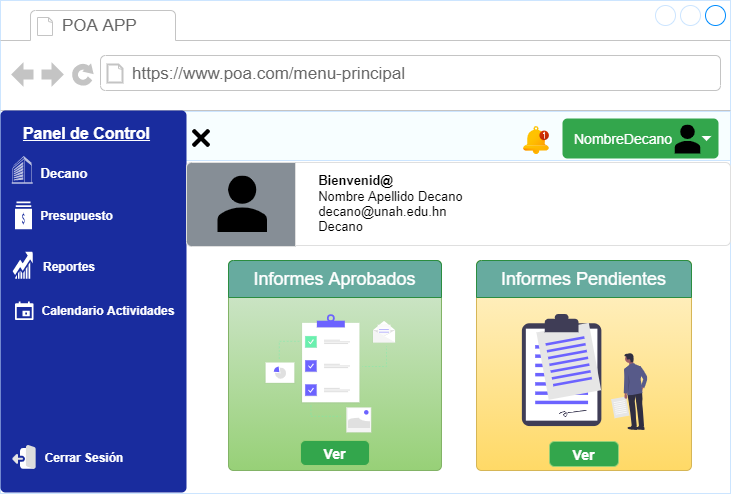 POA APP
https://www.poa.com/menu-principal
Panel de Control
Decano
Presupuesto
Reportes
Calendario Actividades
Cerrar Sesión
1
NombreDecano
Bienvenid@
Nombre Apellido Decano
decano@unah.edu.hn
Decano
Informes Aprobados
Ver
Informes Pendientes
Ver